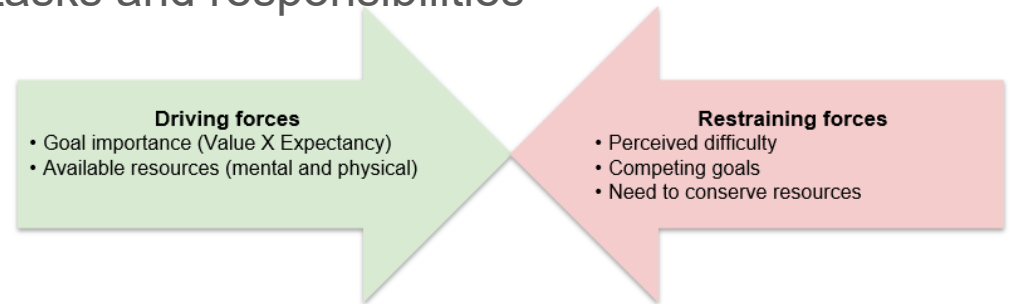 tasks and responsibilities
Driving forces
• Goal importance (Value X Expectancy)
• Available resources (mental and physical)
Restraining forces
• Perceived difficulty
• Competing goals
• Need to conserve resources